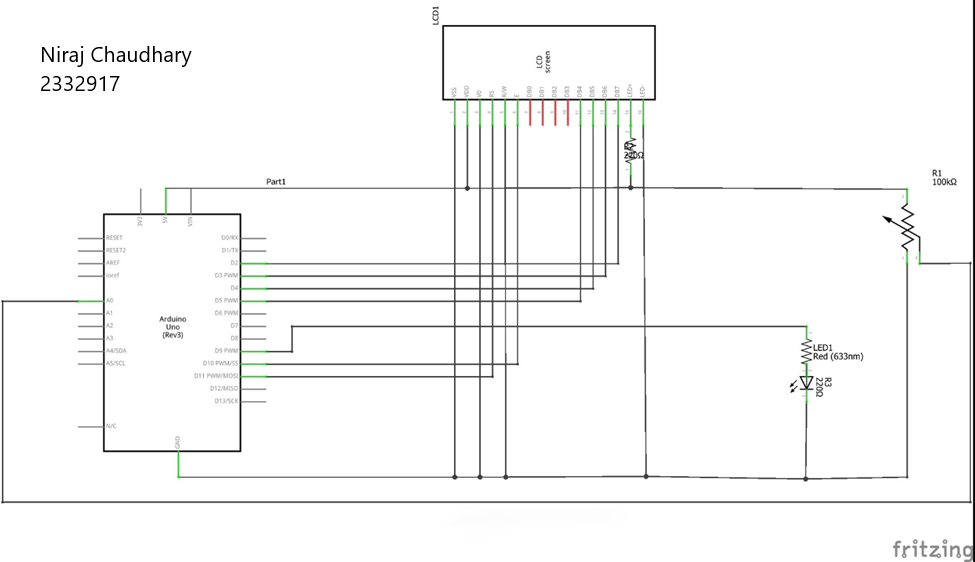 Niraj Chaudhary
2332917
LCD1
LCD
screen
VSS
VDD
V0
RS
R/W
E
DB0
DB1
DB2
DB3
DB4
DB5
DB6
DB7
LED+
LED-
220Ω
Part1
R1
100kΩ
3V3
5V
VIN
RESET
RESET2
AREF
ioref
A0
A1
A2
A3
A4/SDA
A5/SCL
N/C
Arduino
Uno
(Rev3)
D0/RX
D1/TX
D2
D3 PWM
D4
D5 PWM
D6 PWM
D7
D8
D9 PWM
D10 PWM/SS
D11 PWM/MOSI
D12/MISO
D13/SCK
GND
LED1
Red (633nm)
R3
220Ω
fritzing